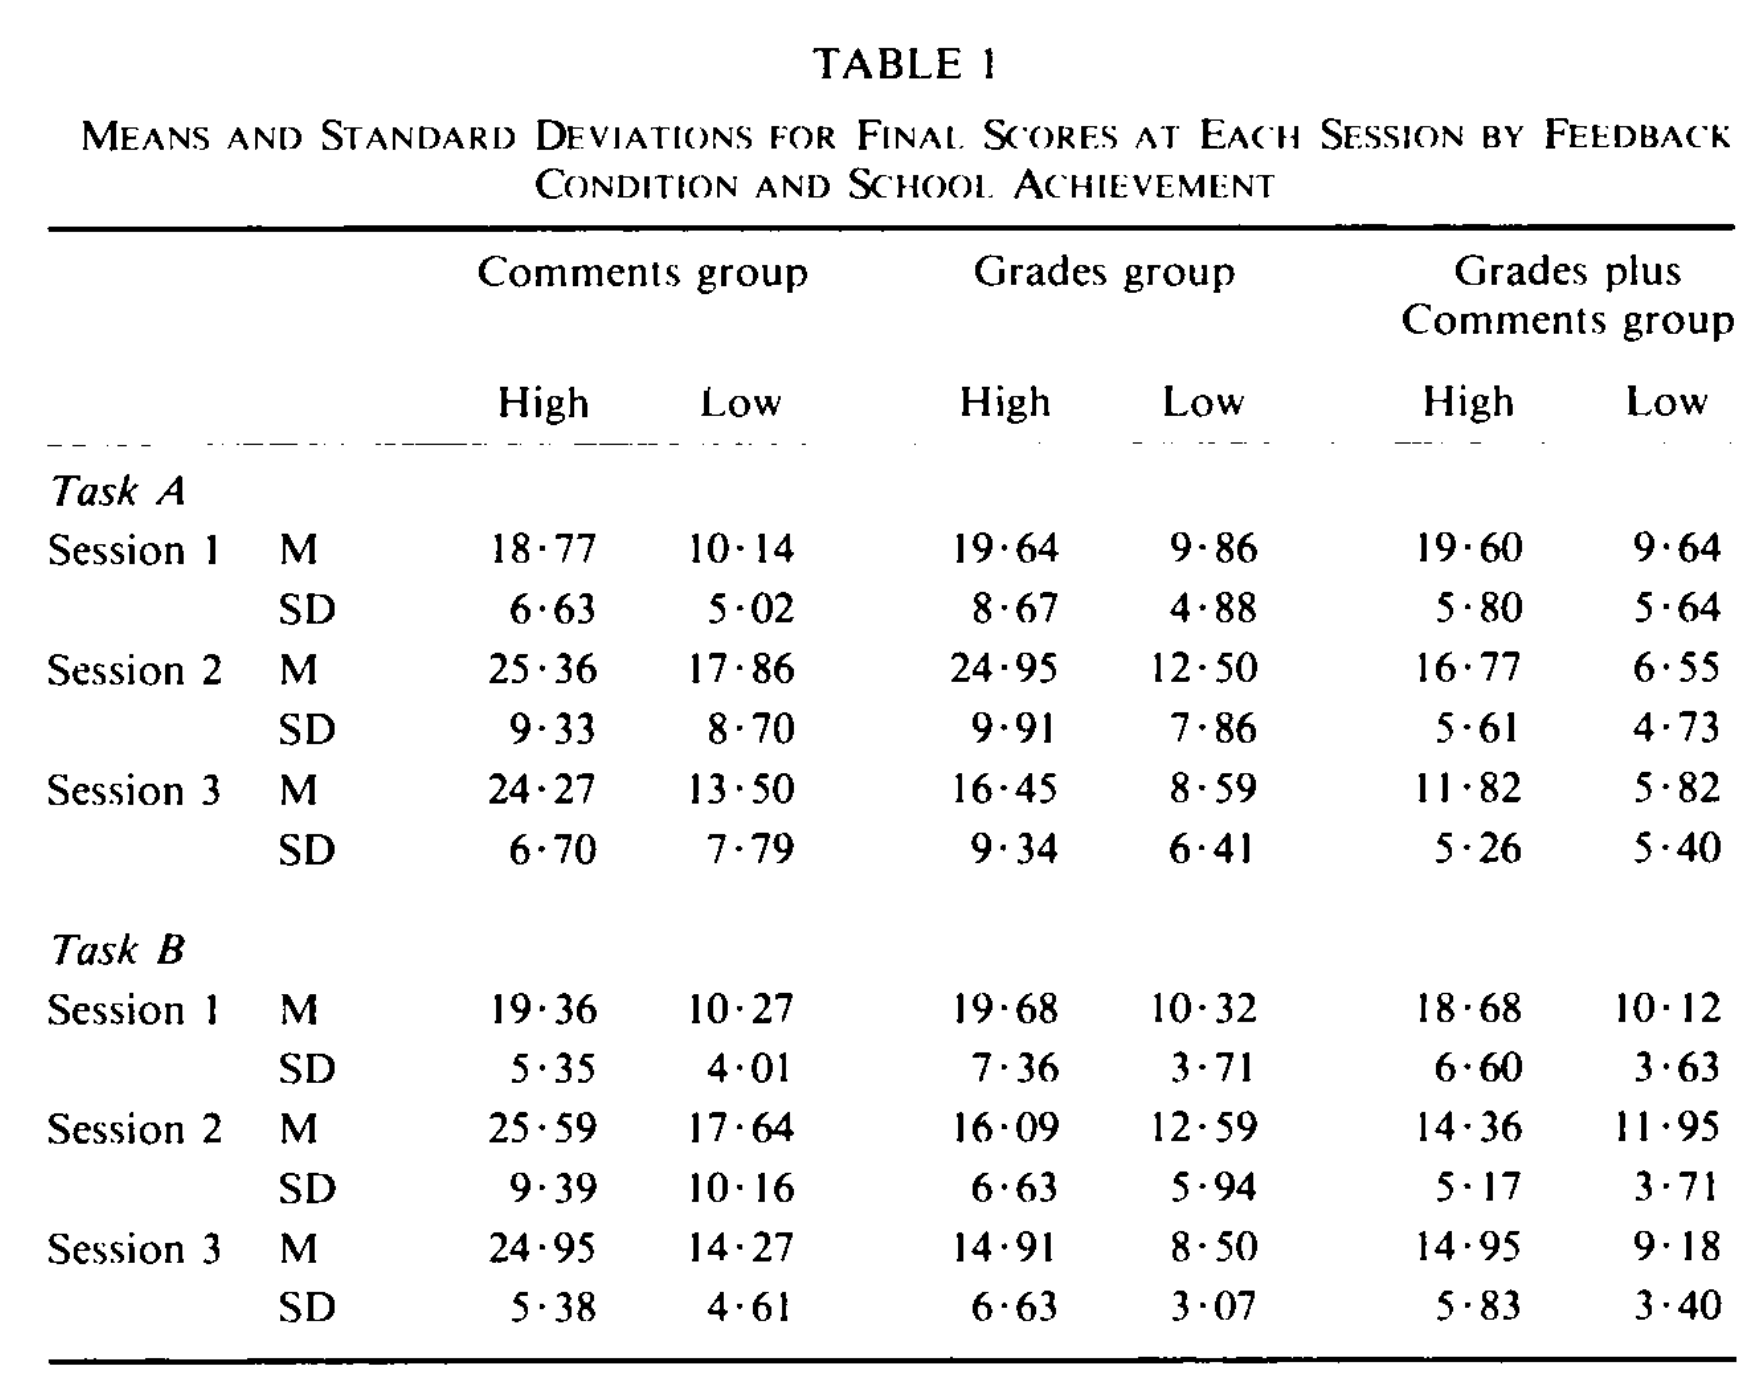 TABLE 1
MEANS AND STANDARD DEVIATIONS FOR FINAL SCORES AT EACH SESSION BY FEEDBACK
CONDITION AND SCHOOL ACHIEVEMENT
Comments group Grades group Grades plus
Comments group
High Low High Low High Low
Task A
Session 1 M 18·77 10·14 19·64 9·86 19·60 9·64
SD 6·63 5·02 8·67 4·88 5·80 5·64
Session 2 M 25·36 17·86 24·95 12·50 16·77 6·55
SD 9·33 8·70 9·91 7·86 5·61 4·73
Session 3 M 24·27 13·50 16·45 8·59 11·82 5·82
SD 6·70 7·79 9·34 6·41 5·26 5·40
Task B
Session 1 M 19·36 10·27 19·68 10·32 18·68 10·12
SD 5·35 4·01 7·36 3·71 6·60 3·63
Session 2 M 25·59 17·64 16·09 12·59 14·36 11·95
SD 9·39 10·16 6·63 5·94 5·17 3·71
Session 3 M 24·95 14·27 14·91 8·50 14·95 9·18
SD 5·38 4·61 6·63 3·07 5·83 3·40